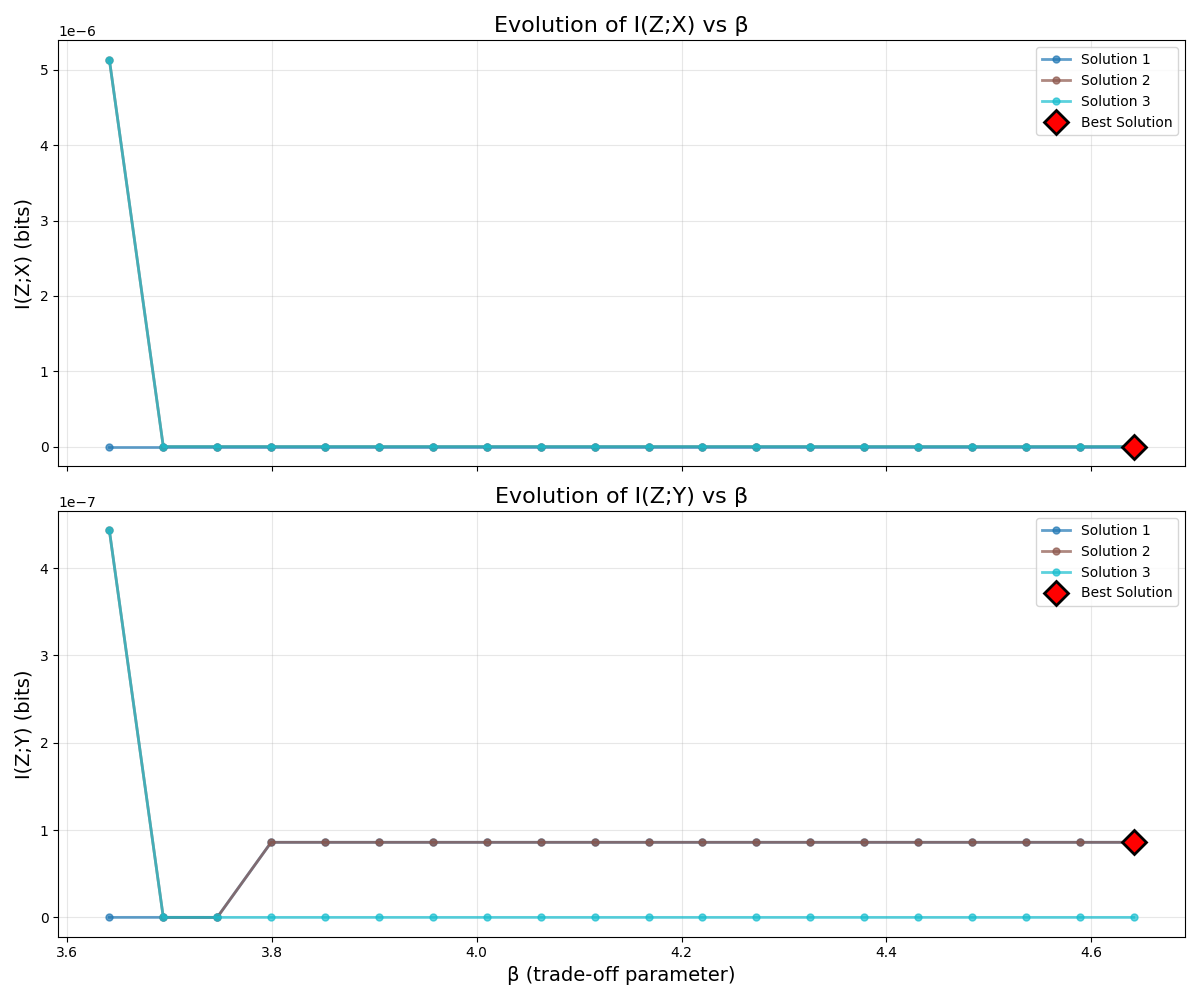 Evolution of I(Z;X) vs β
1e−6
5
4
3
2
1
0
I(Z;X) (bits)
Solution 1
Solution 2
Solution 3
Best Solution
Evolution of I(Z;Y) vs β
1e−7
4
3
2
1
0
I(Z;Y) (bits)
Solution 1
Solution 2
Solution 3
Best Solution
3.6 3.8 4.0 4.2 4.4 4.6
β (trade-off parameter)